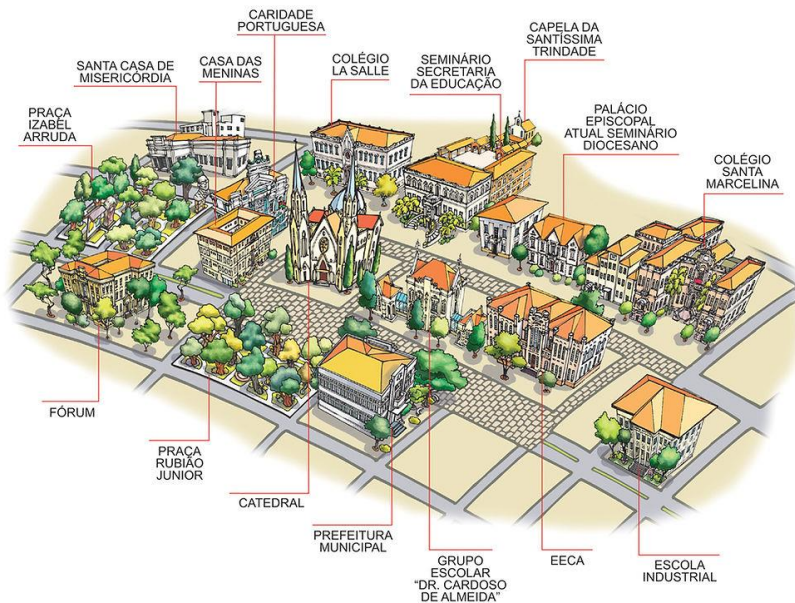 CARIDADE
PORTUGUESA
CAPELA DA
SANTÍSSIMA
TRINDADE
SANTA CASA DE
MISERICÓRDIA
CASA DAS
MENINAS
COLÉGIO
LA SALLE
SEMINÁRIO
SECRETARIA
DA EDUCAÇÃO
PRAÇA
IZABEL
ARRUDA
PALÁCIO
EPISCOPAL
ATUAL SEMINÁRIO
DIOCESANO
COLÉGIO
SANTA
MARCELINA
FÓRUM
PRAÇA
RUBIÃO
JUNIOR
CATEDRAL
PREFEITURA
MUNICIPAL
GRUPO
ESCOLAR
“DR. CARDOSO
DE ALMEIDA”
EECA
ESCOLA
INDUSTRIAL